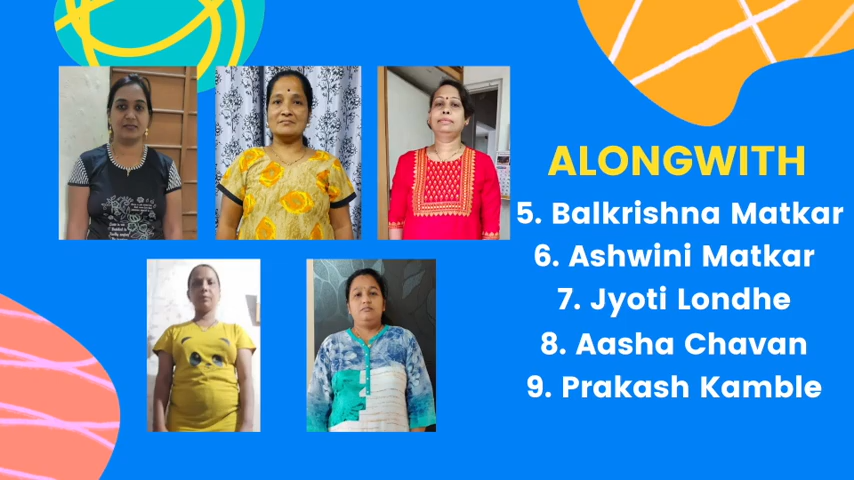 ALONGWITH
5. Balkrishna Matkar
6. Ashwini Matkar
7. Jyoti Londhe
8. Aasha Chavan
9. Prakash Kamble